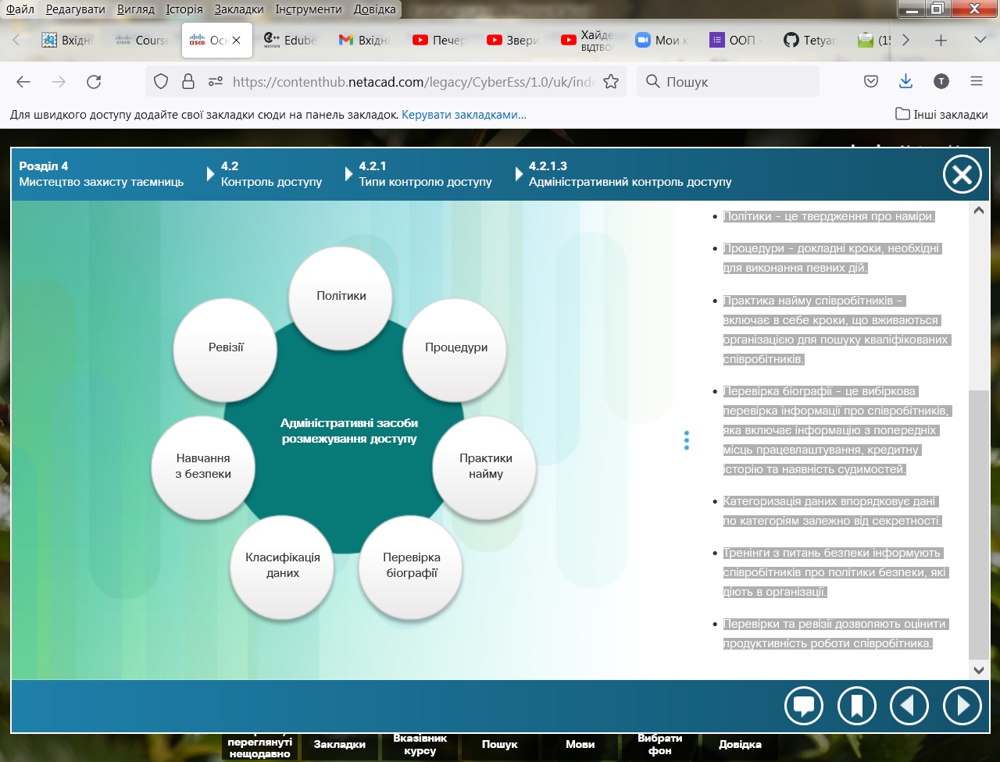 Файл Редагувати Вигляд Історія Закладки Інструменти Довідка
Вхідні
Course
Осн
Edube
Вхідні
Печер
Звери
Хайде
ВІДТВОР
Мои к
ООП -
Tetyan
(15
https://contenthub.netacad.com/legacy/CyberEss/1.0/uk/inde
Пошук
T
Для швидкого доступу додайте свої закладки сюди на панель закладок. Керувати закладками…
Інші закладки
Розділ 4
Мистецтво захисту таємниць
4.2
Контроль доступу
4.2.1
Типи контролю доступу
4.2.1.3
Адміністративний контроль доступу
Політики
Процедури
Практики
найму
Перевірка
біографії
Класифікація
даних
Навчання
з безпеки
Ревізії
Адміністративні засоби
розмежування доступу
• Політики – це твердження про наміри.
• Процедури – докладні кроки, необхідні
для виконання певних дій.
• Практика найму співробітників –
включає в себе кроки, що вживаються
організацією для пошуку кваліфікованих
співробітників.
• Перевірка біографії – це вибіркова
перевірка інформації про співробітників,
яка включає інформацію з попередніх
місць працевлаштування, кредитну
історію та наявність судимостей.
• Категоризація даних впорядковує дані
по категоріям залежно від секретності.
• Тренінги з питань безпеки інформують
співробітників про політики безпеки, які
діють в організації.
• Перевірки та ревізії дозволяють оцінити
продуктивність роботи співробітника.
переглянуті
нещодавно
Закладки
Вказівник
курсу
Пошук
Мови
Вибрати
фон
Довідка